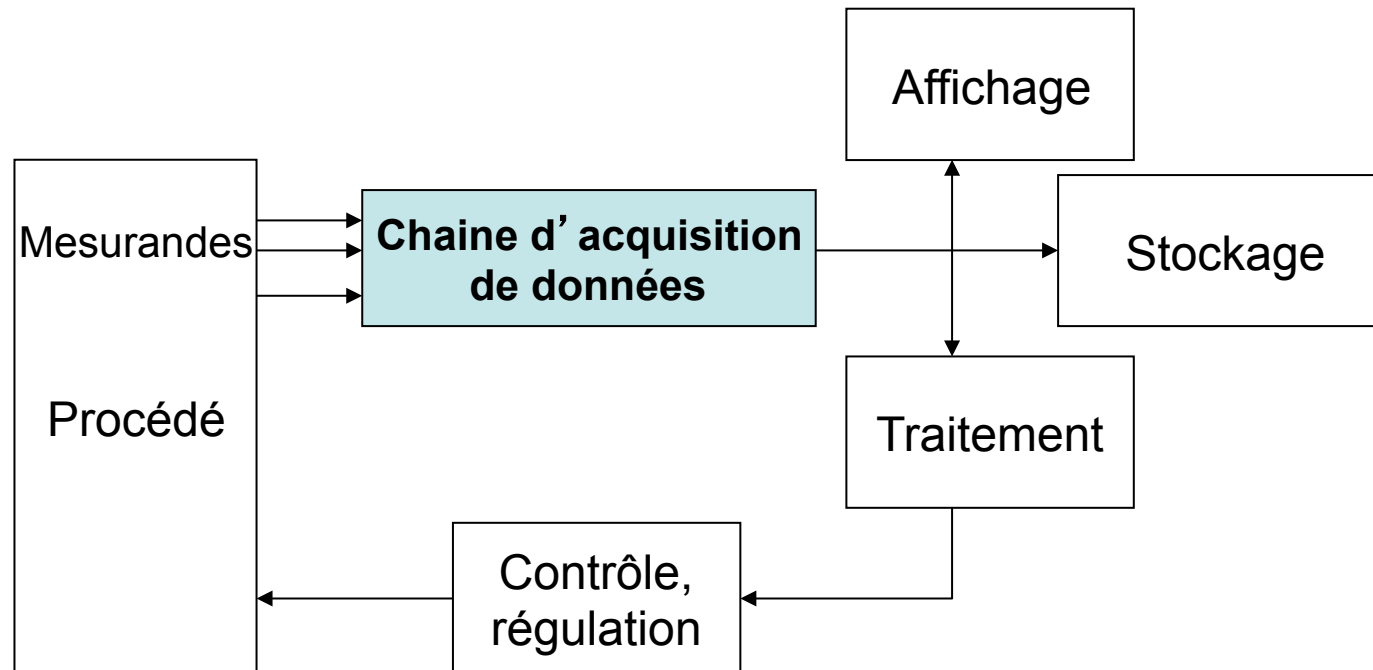 Affichage
Mesurandes
Chaine d’ acquisition
de données
Stockage
Procédé
Traitement
Contrôle,
régulation